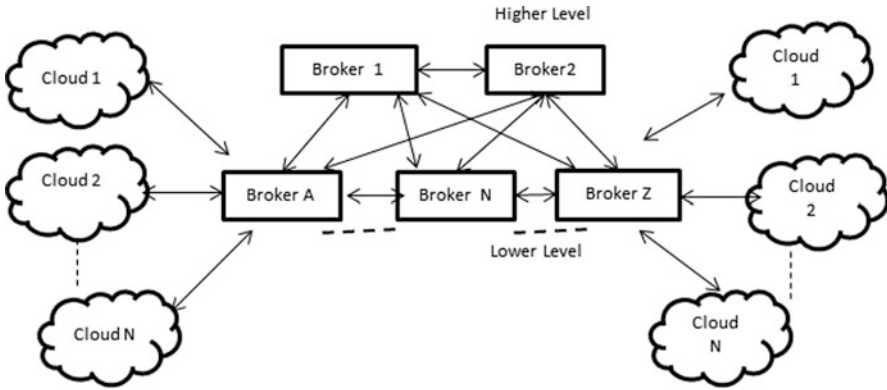 Higher Level
Cloud 1
Broker 1
Broker2
Cloud
1
Cloud 2
Broker A
Broker N
Broker Z
Cloud
2
Lower Level
Cloud N
Cloud
N